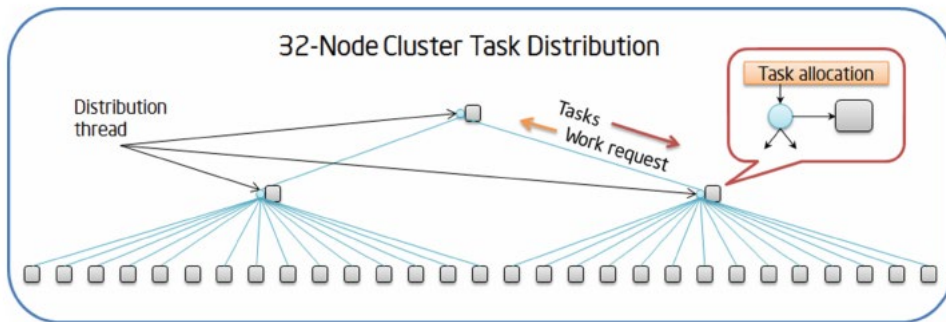 32-Node Cluster Task Distribution
Task allocation
Distribution
thread
Tasks
Work request